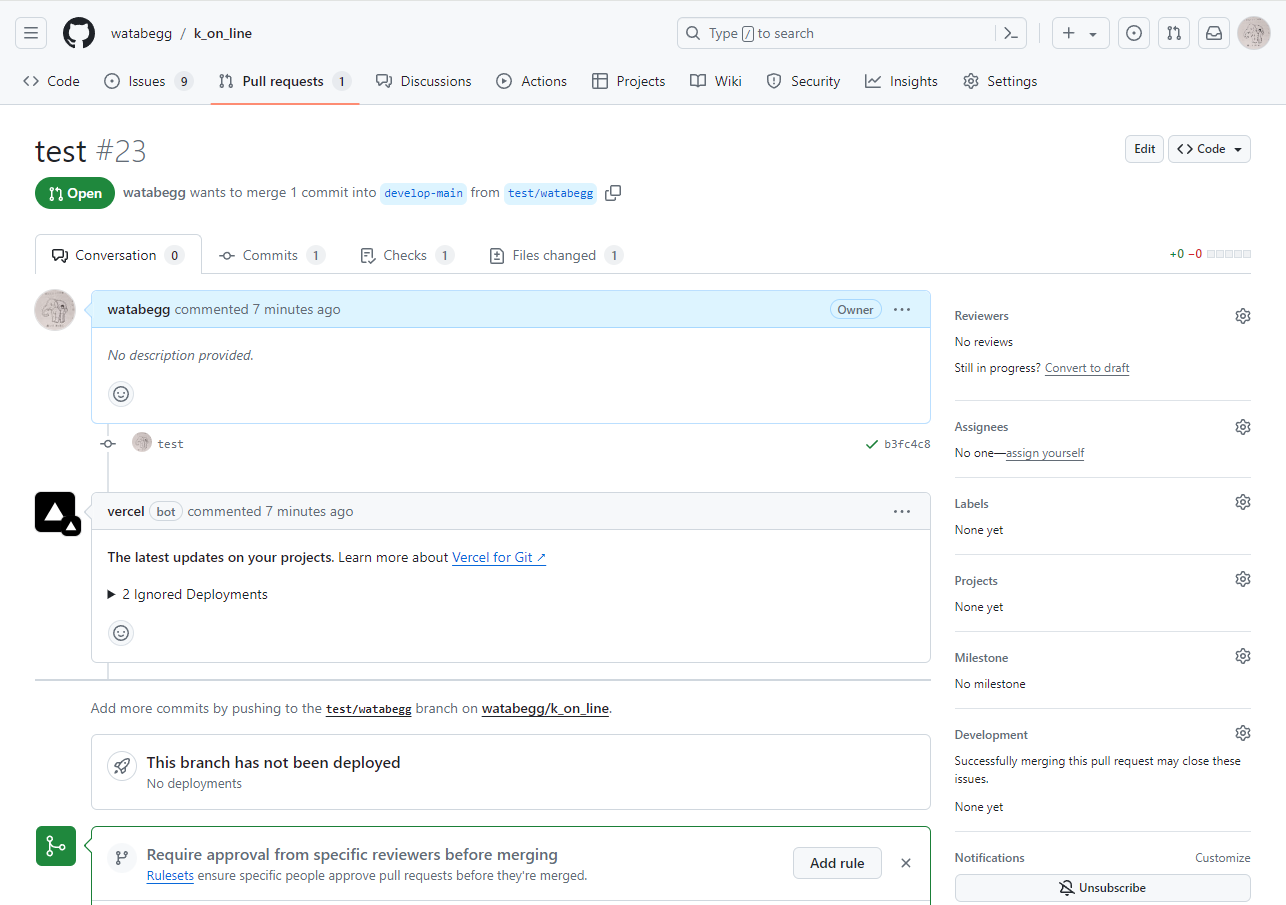 watabegg / k_on_line
Type / to search
Code Issues 9 Pull requests 1 Discussions Actions Projects Wiki Security Insights Settings
test #23
Edit
Code
Open
watabegg wants to merge 1 commit into develop-main from test/watabegg
Conversation 0 Commits 1 Checks 1 Files changed 1
+0 −0
watabegg commented 7 minutes ago
Owner
No description provided.
test
b3fc4c8
vercel bot commented 7 minutes ago
The latest updates on your projects. Learn more about Vercel for Git ↗
2 Ignored Deployments
Add more commits by pushing to the test/watabegg branch on watabegg/k_on_line.
This branch has not been deployed
No deployments
Require approval from specific reviewers before merging
Rulesets ensure specific people approve pull requests before they're merged.
Add rule
Reviewers
No reviews
Still in progress? Convert to draft
Assignees
No one—assign yourself
Labels
None yet
Projects
None yet
Milestone
No milestone
Development
Successfully merging this pull request may close these
issues.
None yet
Notifications
Customize
Unsubscribe